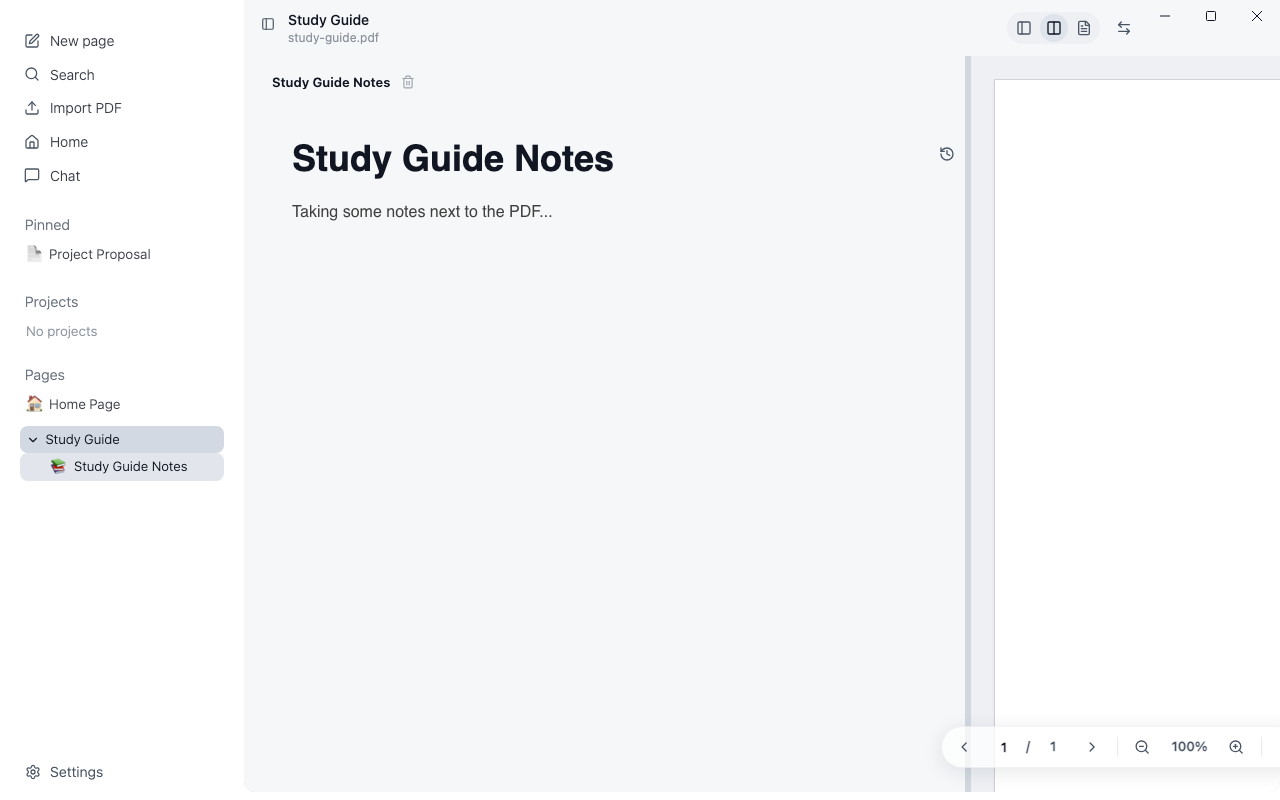 New page
Search
Import PDF
Home
Chat
Pinned
Project Proposal
Projects
No projects
Pages
Home Page
Study Guide
Study Guide Notes
Settings
Study Guide
study-guide.pdf
Study Guide Notes
Study Guide Notes
Taking some notes next to the PDF...
1 / 1
100%